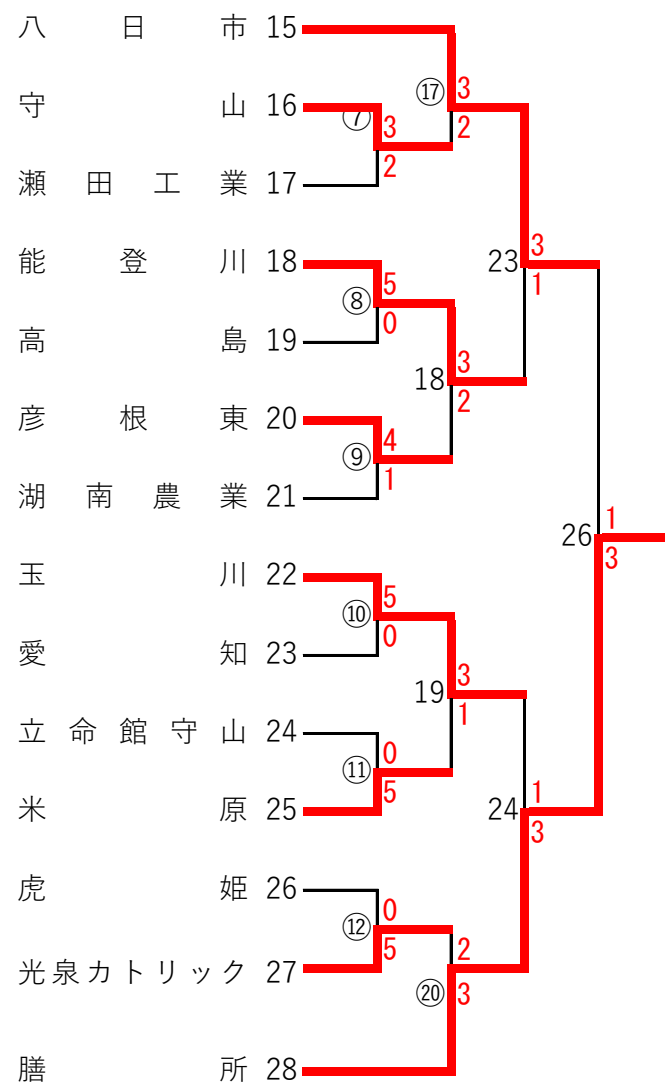 八日市 15
⑰ 3
守山 16
⑦ 3
2
2
瀬田工業 17
3
能登川 18
23
1
5
⑧
0
高島 19
3
18
2
彦根東 20
4
⑨
1
湖南農業 21
1
26
3
玉川 22
5
⑩
0
愛知 23
3
19
1
立命館守山 24
0
⑪
5
米原 25
1
24
3
虎姫 26
0
⑫
5
2
光泉カトリック 27
⑳ 3
膳所 28